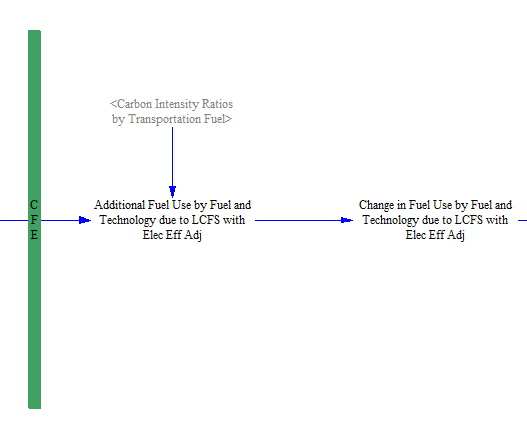 <Carbon Intensity Ratios
by Transportation Fuel>
C
F
E
Additional Fuel Use by Fuel and
Technology due to LCFS with
Elec Eff Adj
Change in Fuel Use by Fuel and
Technology due to LCFS with
Elec Eff Adj